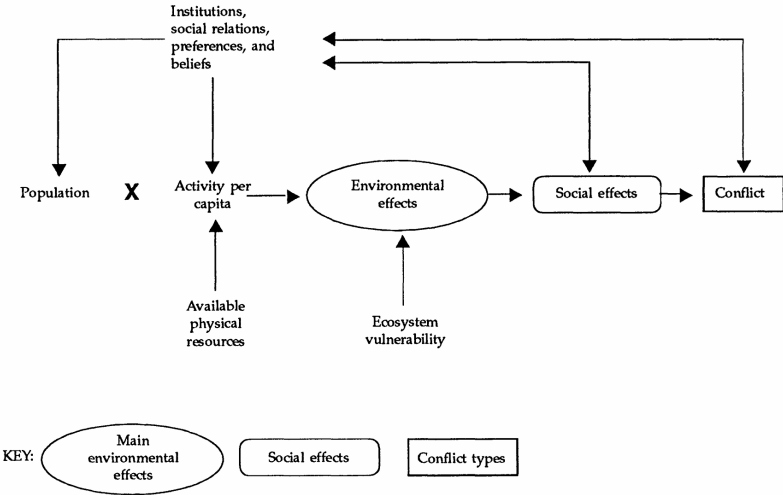 Institutions,
social relations,
preferences, and
beliefs
Population
X
Activity per
capita
Environmental
effects
Social effects
Conflict
Available
physical
resources
Ecosystem
vulnerability
KEY:
Main
environmental
effects
Social effects
Conflict types